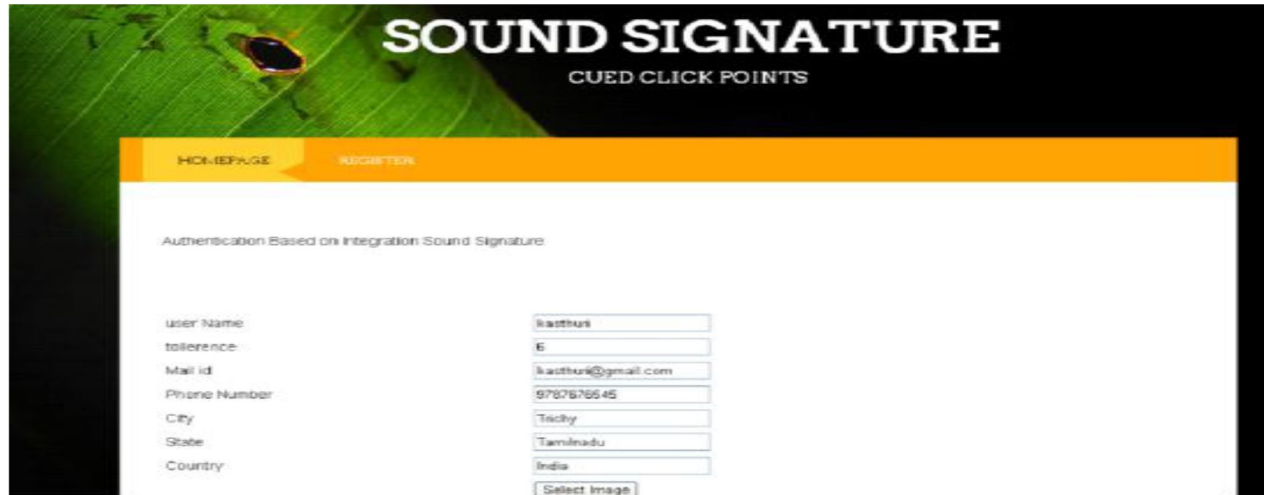 SOUND SIGNATURE
CUED CLICK POINTS
HOMEPAGE REGISTER
Authentication Based on Integration Sound Signature
user Name kasthuri
tollerence 6
Mail id kasthuri@gmail.com
Phone Number 9787676545
City Trichy
State Tamilnadu
Country India
Select Image